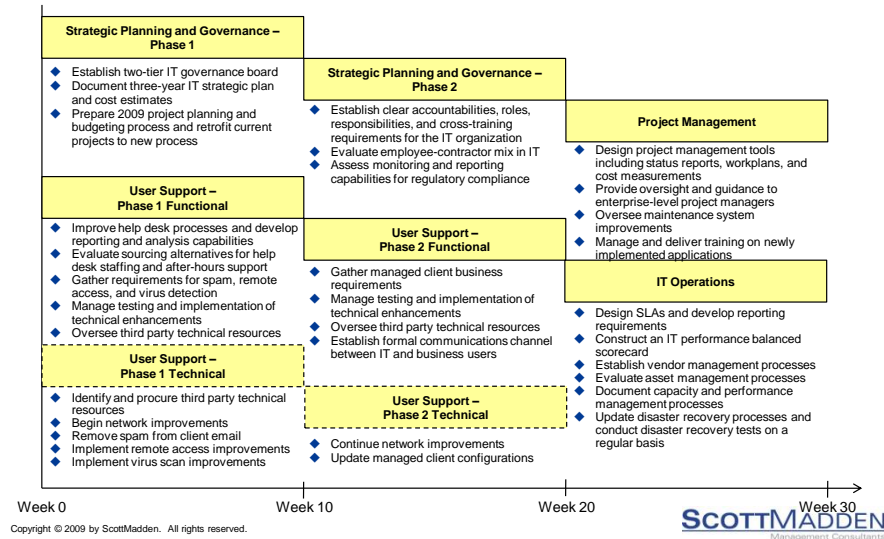 Strategic Planning and Governance –
Phase 1
Establish two-tier IT governance board
Document three-year IT strategic plan
and cost estimates
Prepare 2009 project planning and
budgeting process and retrofit current
projects to new process
Strategic Planning and Governance –
Phase 2
Establish clear accountabilities, roles,
responsibilities, and cross-training
requirements for the IT organization
Evaluate employee-contractor mix in IT
Assess monitoring and reporting
capabilities for regulatory compliance
Project Management
Design project management tools
including status reports, workplans, and
cost measurements
Provide oversight and guidance to
enterprise-level project managers
Oversee maintenance system
improvements
Manage and deliver training on newly
implemented applications
User Support –
Phase 1 Functional
Improve help desk processes and develop
reporting and analysis capabilities
Evaluate sourcing alternatives for help
desk staffing and after-hours support
Gather requirements for spam, remote
access, and virus detection
Manage testing and implementation of
technical enhancements
Oversee third party technical resources
User Support –
Phase 2 Functional
Gather managed client business
requirements
Manage testing and implementation of
technical enhancements
Oversee third party technical resources
Establish formal communications channel
between IT and business users
IT Operations
Design SLAs and develop reporting
requirements
Construct an IT performance balanced
scorecard
Establish vendor management processes
Evaluate asset management processes
Document capacity and performance
management processes
Update disaster recovery processes and
conduct disaster recovery tests on a
regular basis
User Support –
Phase 1 Technical
Identify and procure third party technical
resources
Begin network improvements
Remove spam from client email
Implement remote access improvements
Implement virus scan improvements
User Support –
Phase 2 Technical
Continue network improvements
Update managed client configurations
Week 0
Week 10
Week 20
Week 30
Copyright © 2009 by ScottMadden. All rights reserved.
SCOTTMADDEN
Management Consultants